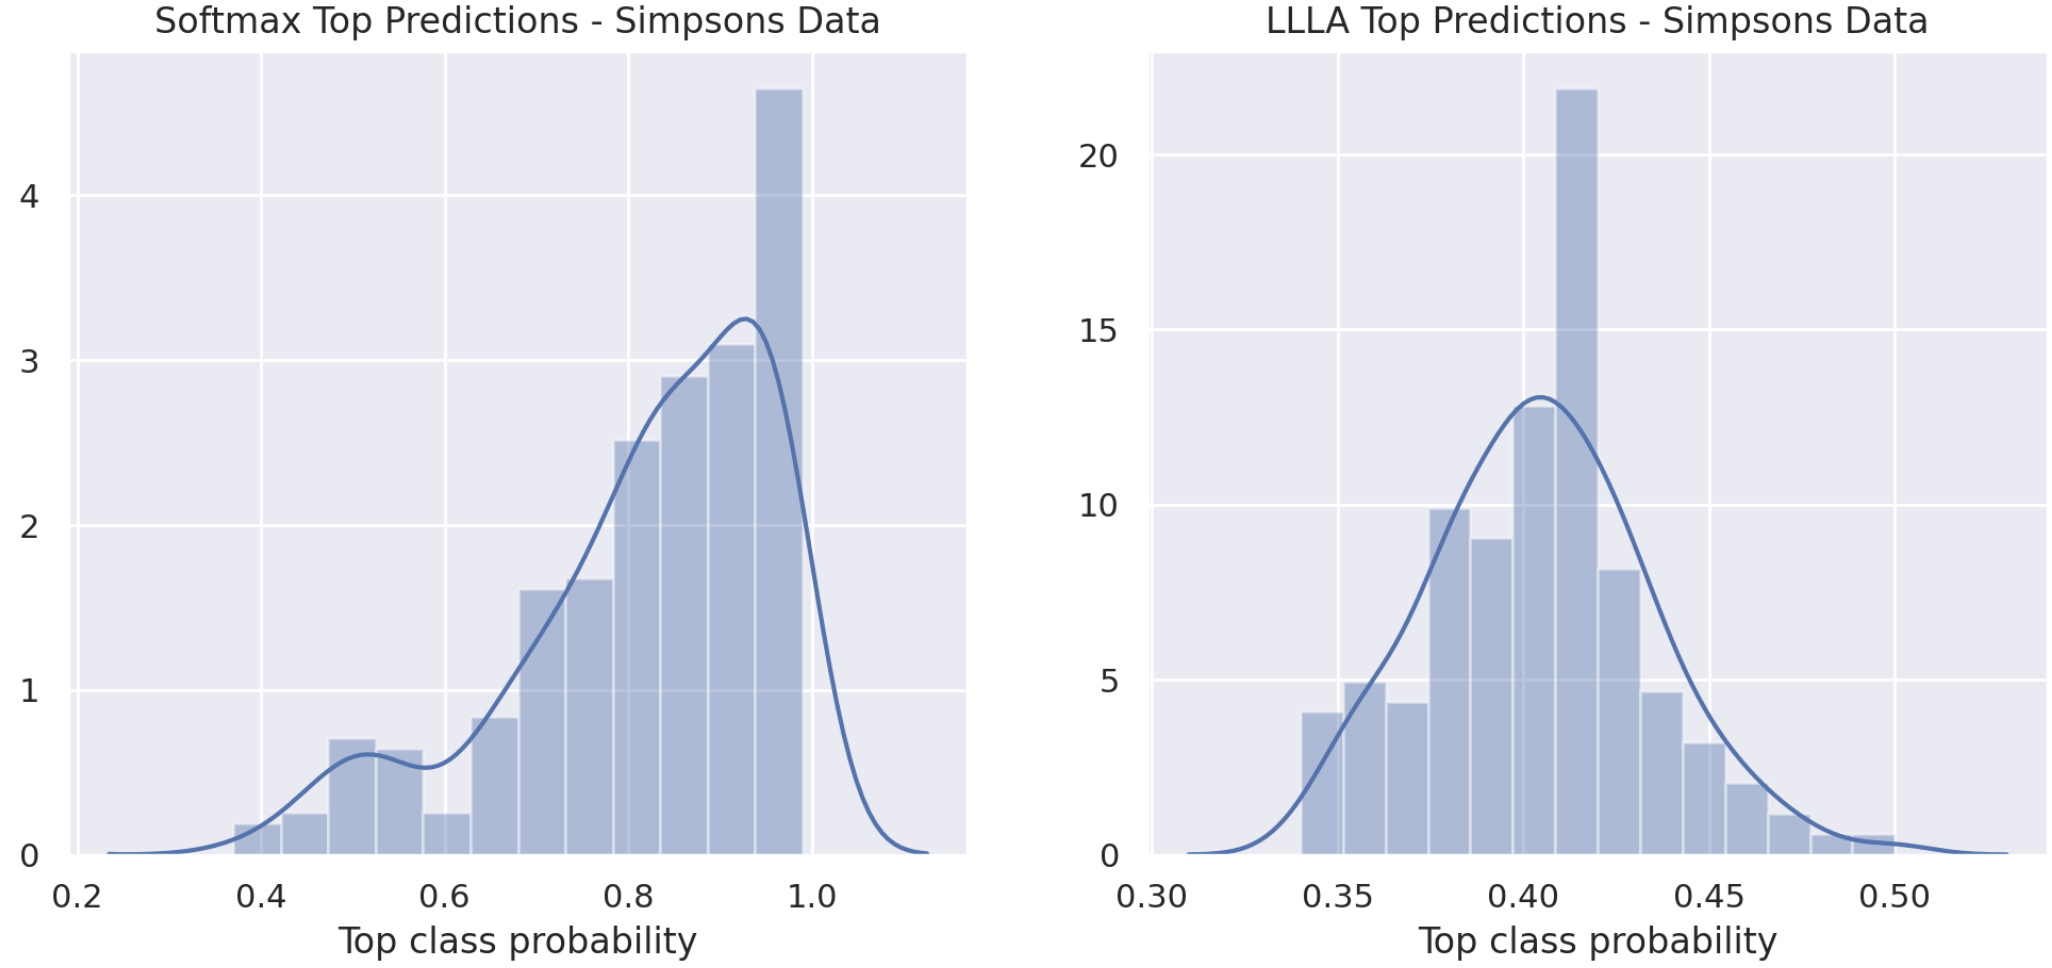 Softmax Top Predictions - Simpsons Data
4
3
2
1
0
0.2 0.4 0.6 0.8 1.0
Top class probability
LLLA Top Predictions - Simpsons Data
20
15
10
5
0
0.30 0.35 0.40 0.45 0.50
Top class probability